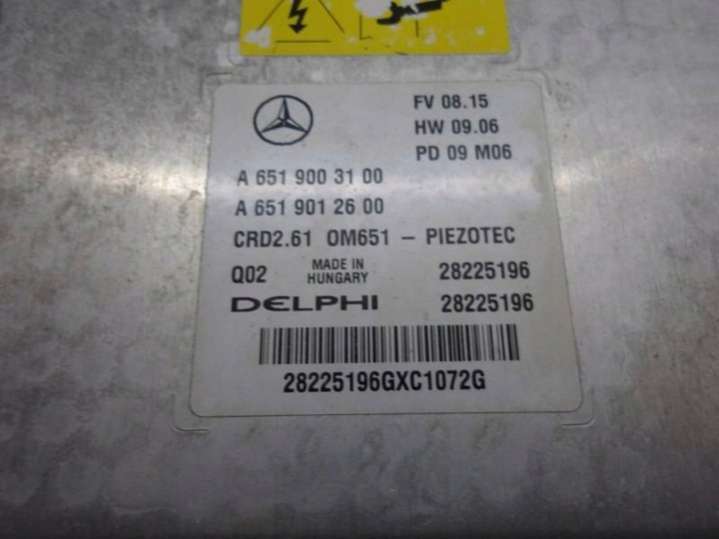 FV 08.15
HW 09.06
PD 09 M06
A 651 900 31 00
A 651 901 26 00
CRD2.61 OM651 - PIEZOTEC
Q02 MADE IN HUNGARY 28225196
DELPHI 28225196
28225196GXC1072G